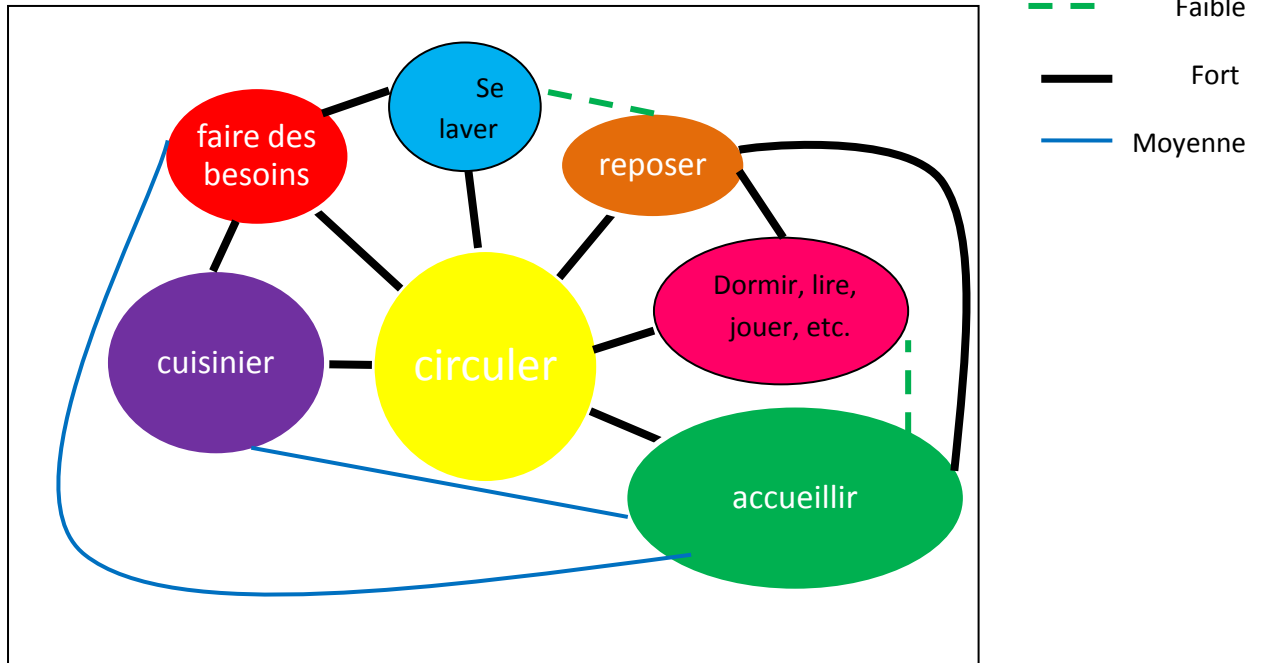 Faible
Fort
Moyenne
Se
laver
faire des
besoins
reposer
Dormir, lire,
jouer, etc.
cuisinier
circuler
accueillir